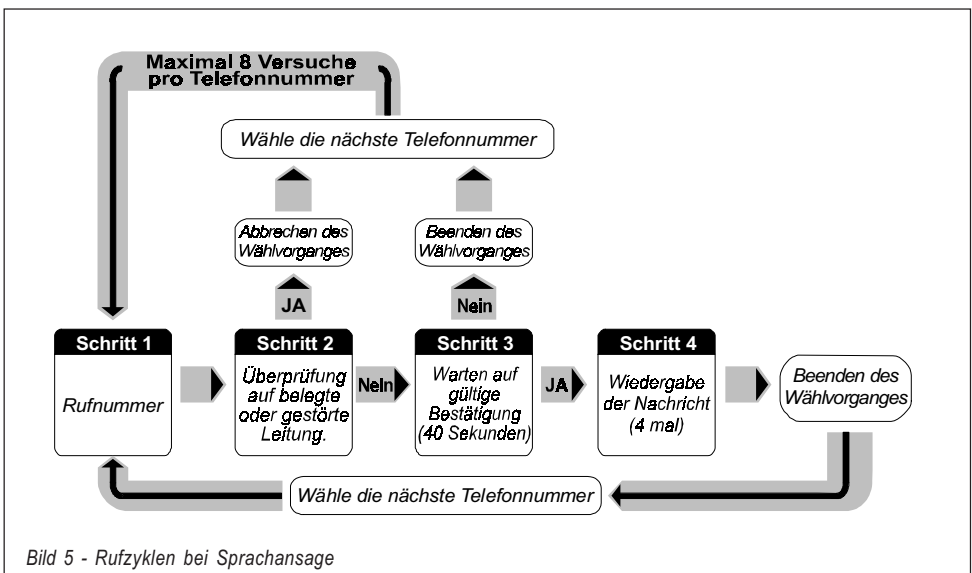 Maximal 8 Versuche
pro Telefonnummer
Wähle die nächste Telefonnummer
Abbrechen des
Wählvorganges
Beenden des
Wählvorganges
JA
Nein
Schritt 1
Rufnummer
Schritt 2
Überprüfung
auf belegte
oder gestörte
Leitung.
Nein
Schritt 3
Warten auf
gültige
Bestätigung
(40 Sekunden)
JA
Schritt 4
Wiedergabe
der Nachricht
(4 mal)
Beenden des
Wählvorganges
Wähle die nächste Telefonnummer
Bild 5 - Rufzyklen bei Sprachansage